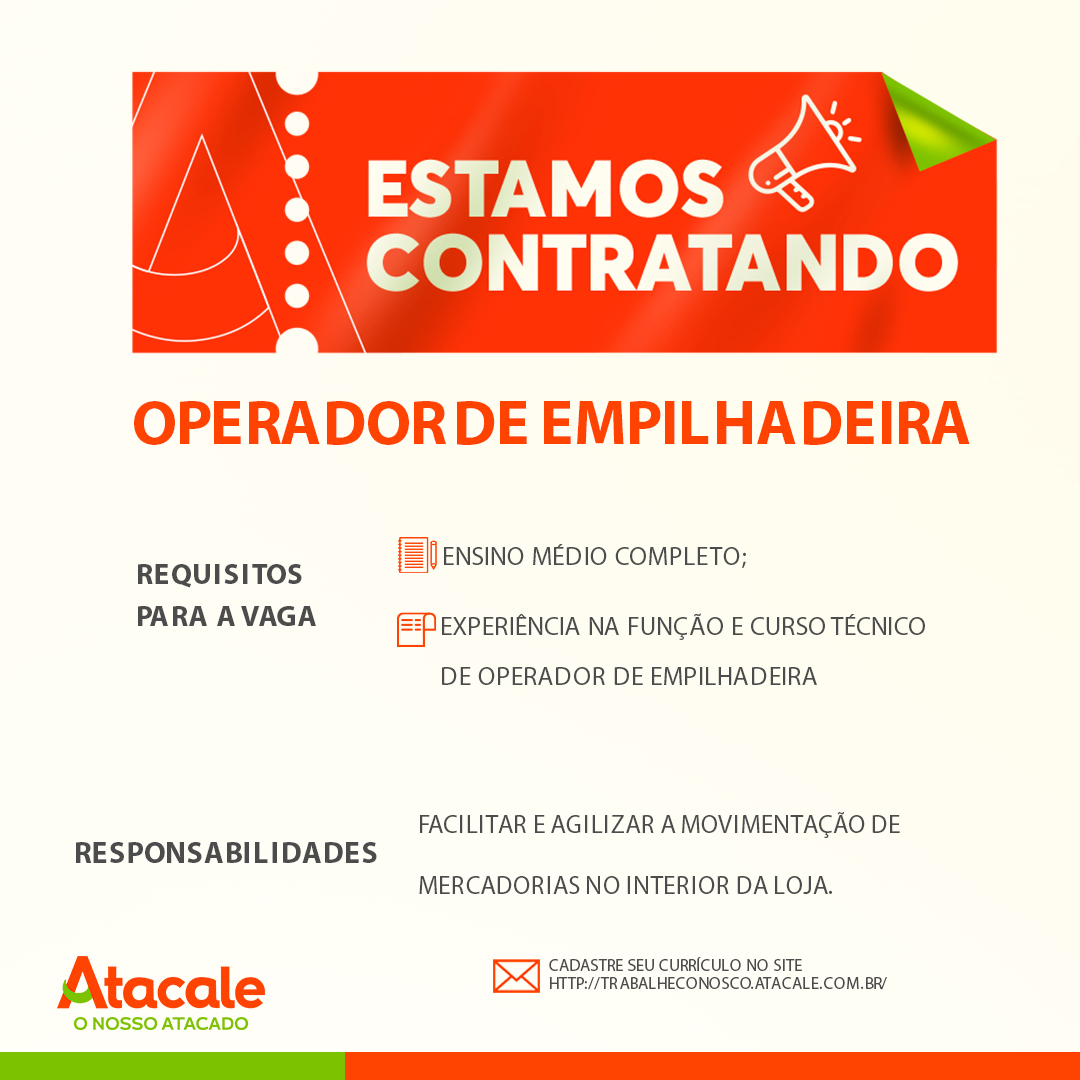 ESTAMOS
CONTRATANDO
OPERADOR DE EMPILHADEIRA
REQUISITOS
PARA A VAGA
ENSINO MÉDIO COMPLETO;
EXPERIÊNCIA NA FUNÇÃO E CURSO TÉCNICO
DE OPERADOR DE EMPILHADEIRA
RESPONSABILIDADES
FACILITAR E AGILIZAR A MOVIMENTAÇÃO DE
MERCADORIAS NO INTERIOR DA LOJA.
Atacale
O NOSSO ATACADO
CADASTRE SEU CURRÍCULO NO SITE
HTTP://TRABALHECONOSCO.ATACALE.COM.BR/